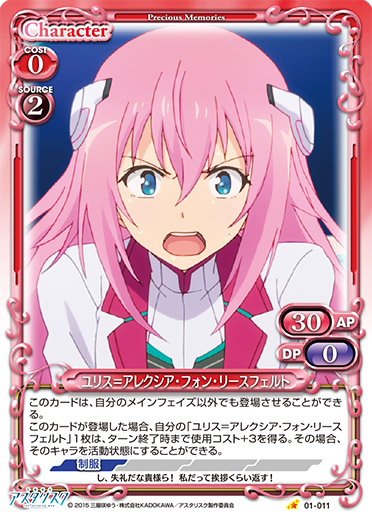 Precious Memories
Character
COST
0
SOURCE
2
30 AP
DP 0
ユリス=アレクシア・フォン・リースフェルト
このカードは、自分のメインフェイズ以外でも登場させることができ
る。
このカードが登場した場合、自分の「ユリス=アレクシア・フォン・リース
フェルト」1枚は、ターン終了時まで使用コスト+3を得る。その場合、
そのキャラを活動状態にすることができる。
制服
し、失礼だな貴様ら! 私だって挨拶くらい返す!
アスタリスク
© 2015 三屋咲ゆう・株式会社KADOKAWA/アスタリスク製作委員会
01-011